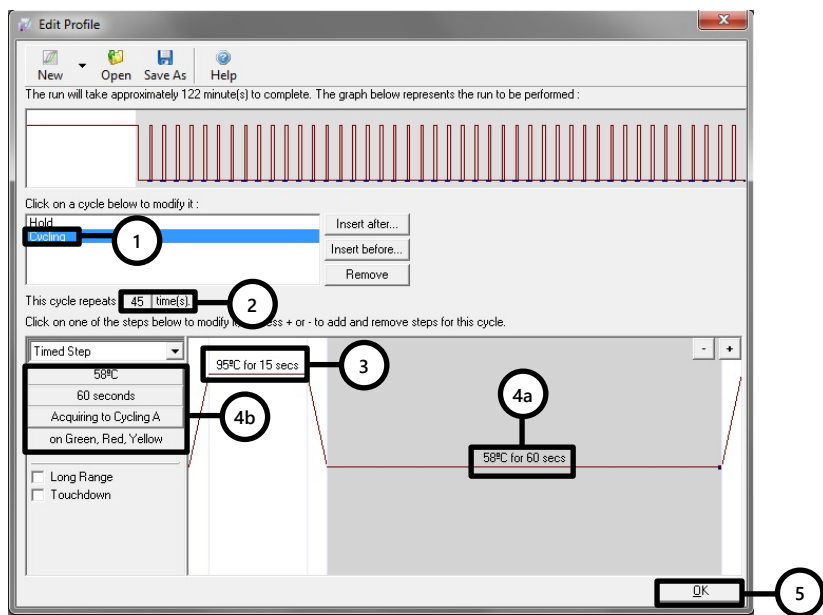 Edit Profile
New Open Save As Help
The run will take approximately 122 minute(s) to complete. The graph below represents the run to be performed :
Click on a cycle below to modify it :
Hold
Cycling
1
Insert after...
Insert before...
Remove
This cycle repeats 45 time(s).
2
Click on one of the steps below to modify it, ess + or - to add and remove steps for this cycle.
Timed Step
58ºC
60 seconds
Acquiring to Cycling A
on Green, Red, Yellow
4b
Long Range
Touchdown
95ºC for 15 secs
3
4a
58ºC for 60 secs
- +
OK
5